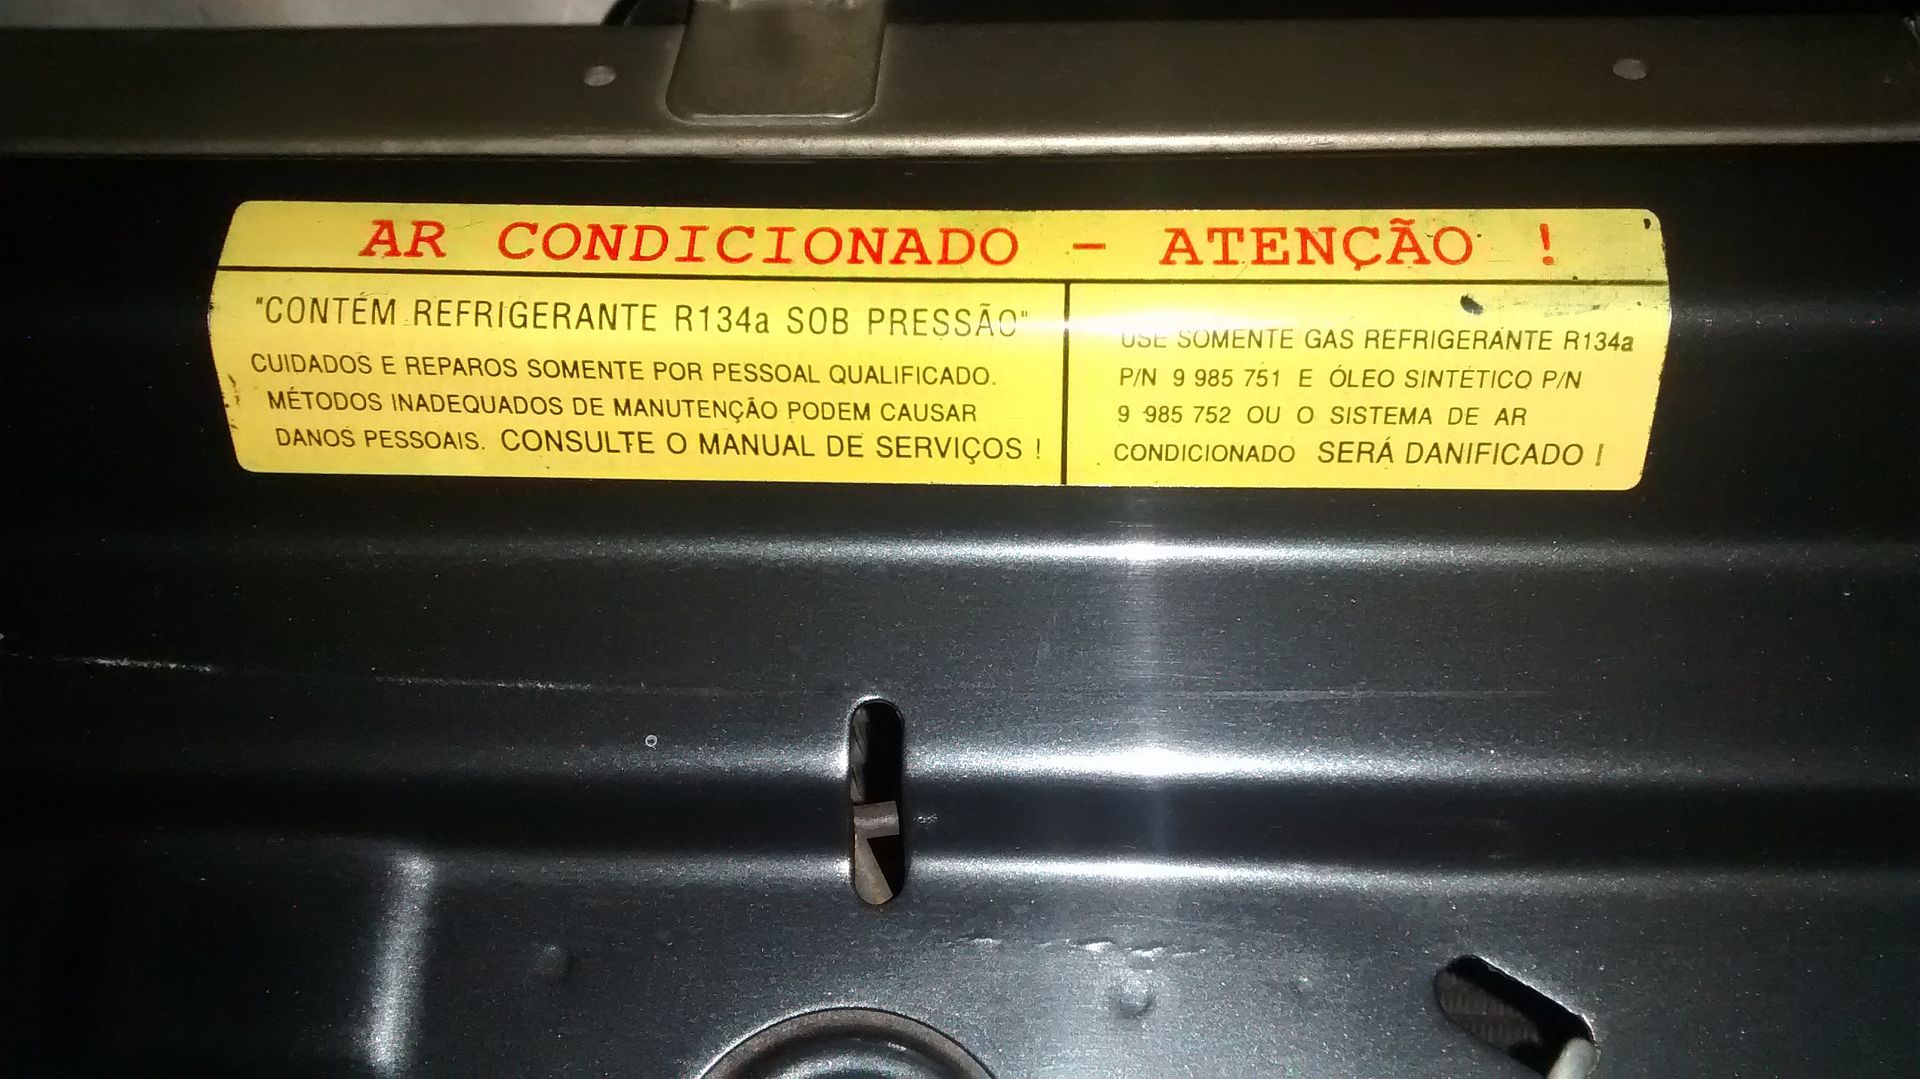 AR CONDICIONADO - ATENÇÃO !
"CONTÉM REFRIGERANTE R134a SOB PRESSÃO"
CUIDADOS E REPAROS SOMENTE POR PESSOAL QUALIFICADO.
MÉTODOS INADEQUADOS DE MANUTENÇÃO PODEM CAUSAR
DANOS PESSOAIS. CONSULTE O MANUAL DE SERVIÇOS !
USE SOMENTE GAS REFRIGERANTE R134a
P/N 9 985 751 E ÓLEO SINTÉTICO P/N
9 985 752 OU O SISTEMA DE AR
CONDICIONADO SERÁ DANIFICADO !